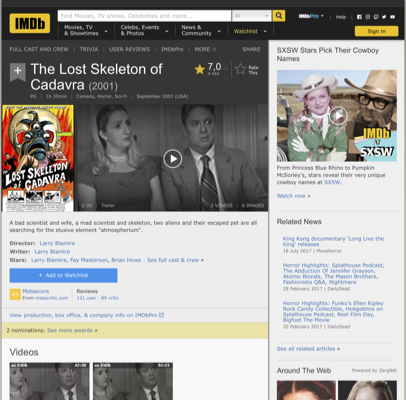 IMDb
Find Movies, TV shows, Celebrities and more...
All
IMDbPro
Help
Movies, TV
& Showtimes
Celebs, Events
& Photos
News &
Community
Watchlist
Sign in
FULL CAST AND CREW | TRIVIA | USER REVIEWS | IMDbPro | MORE
SHARE
The Lost Skeleton of
Cadavra (2001)
7,0
Rate
This
PG | 1h 30min | Comedy, Horror, Sci-Fi | September 2001 (USA)
LOST SKELETON
OF CADAVRA
2:30 | Trailer
2 VIDEOS | 6 IMAGES
A bad scientist and wife, a mad scientist and skeleton, two aliens and their escaped pet are all
searching for the elusive element "atmospherium".
Director: Larry Blamire
Writer: Larry Blamire
Stars: Larry Blamire, Fay Masterson, Brian Howe | See full cast & crew »
+ Add to Watchlist
Metascore
From metacritic.com
Reviews
121 user | 89 critic
View production, box office, & company info on IMDbPro
2 nominations. See more awards »
Videos
SXSW Stars Pick Their Cowboy
Names
IMDb
AT
SXSW
From Princess Blue Rhino to Pumpkin
McSorley's, stars reveal their very unique
cowboy names at SXSW.
Watch now »
Related News
King Kong documentary 'Long Live the
King' releases
18 July 2017 | MoreHorror
Horror Highlights: Splathouse Podcast,
The Abduction Of Jennifer Grayson,
Atomic Blonde, The Mason Brothers,
Fashionista Q&A, Nightmare
28 February 2017 | DailyDead
Horror Highlights: Funko's Ellen Ripley
Rock Candy Collectible, Hobgoblins on
Splathouse Podcast, Reel Film Day,
Bigfoot The Movie
20 February 2017 | DailyDead
See all related articles »
Around The Web
Powered by ZergNet